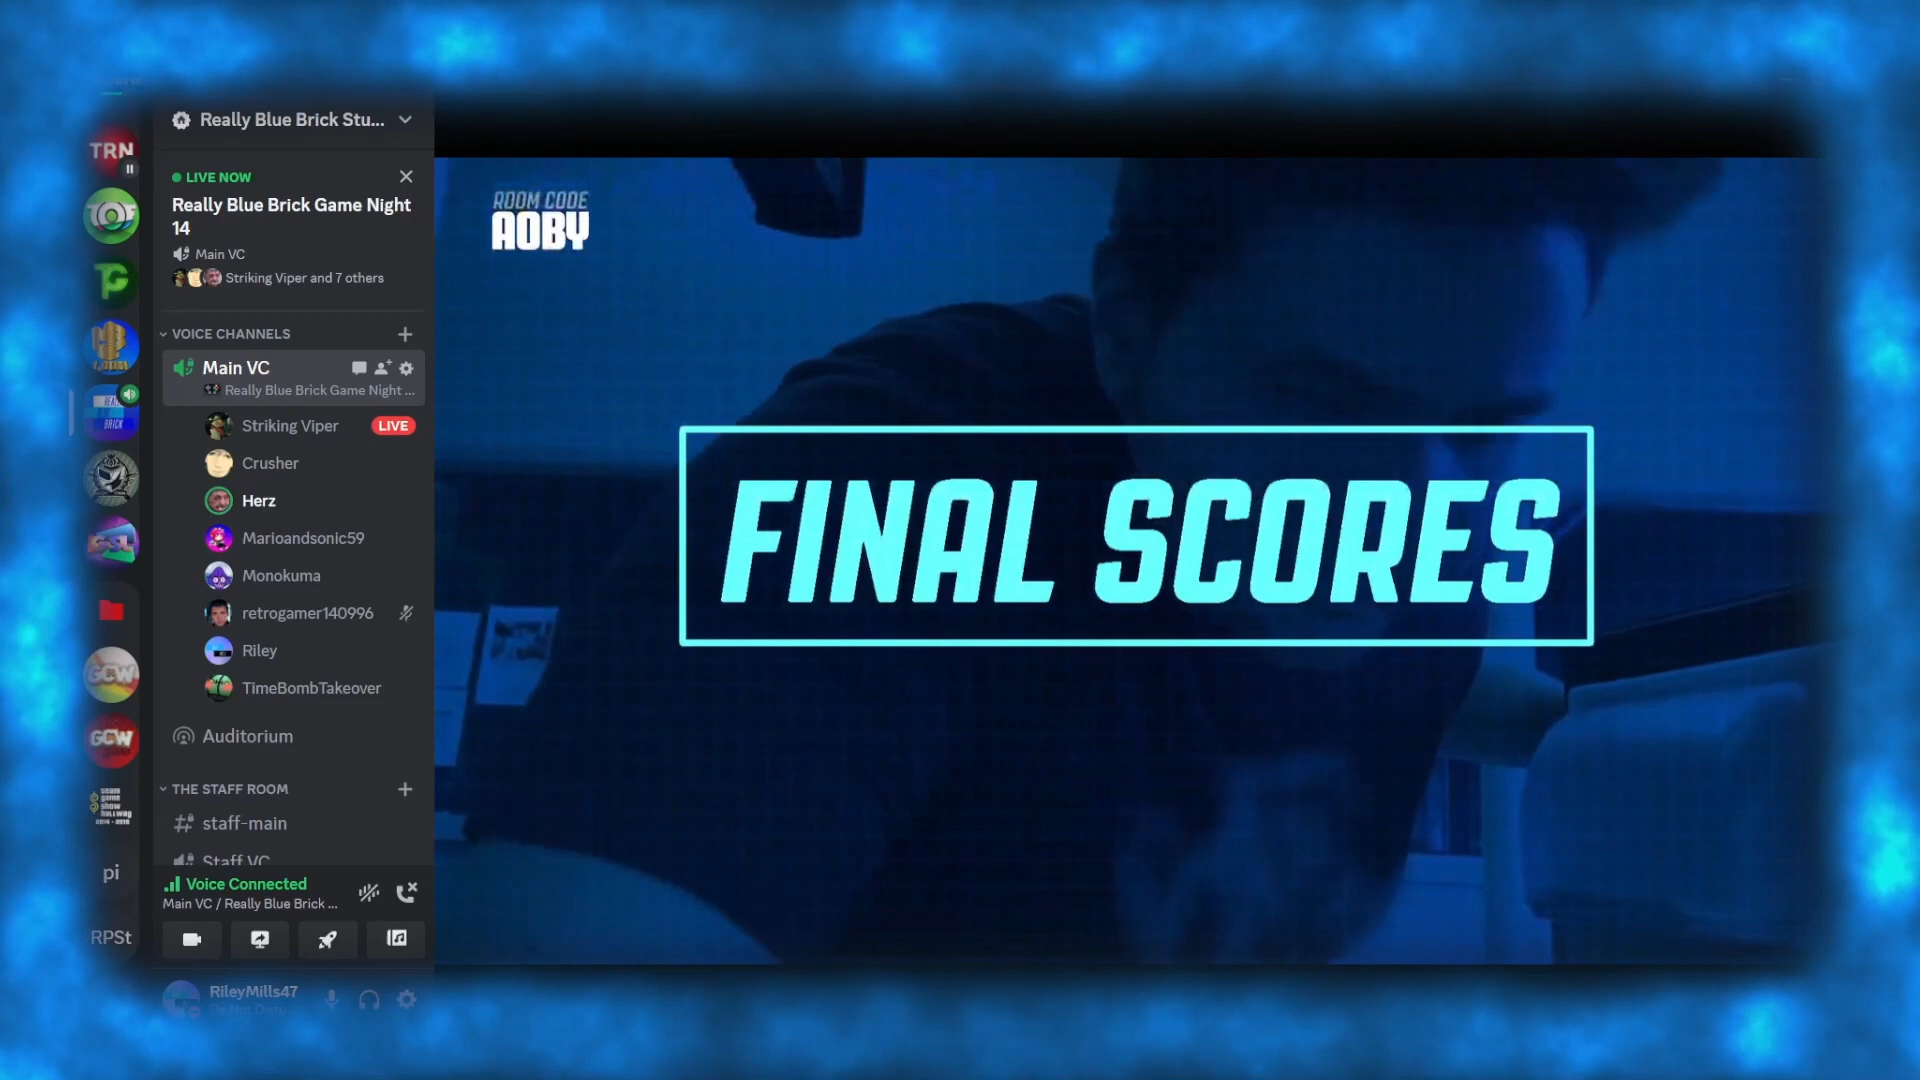 TRN
Really Blue Brick Stu...
LIVE NOW
Really Blue Brick Game Night
14
Main VC
Striking Viper and 7 others
VOICE CHANNELS
Main VC
Really Blue Brick Game Night ...
Striking Viper
LIVE
Crusher
Herz
Marioandsonic59
Monokuma
retrogamer140996
Riley
TimeBombTakeover
Auditorium
THE STAFF ROOM
staff-main
Staff VC
Voice Connected
Main VC / Really Blue Brick ...
RileyMills47
GCW
GCW
pi
RPSt
ROOM CODE
AOBY
FINAL SCORES